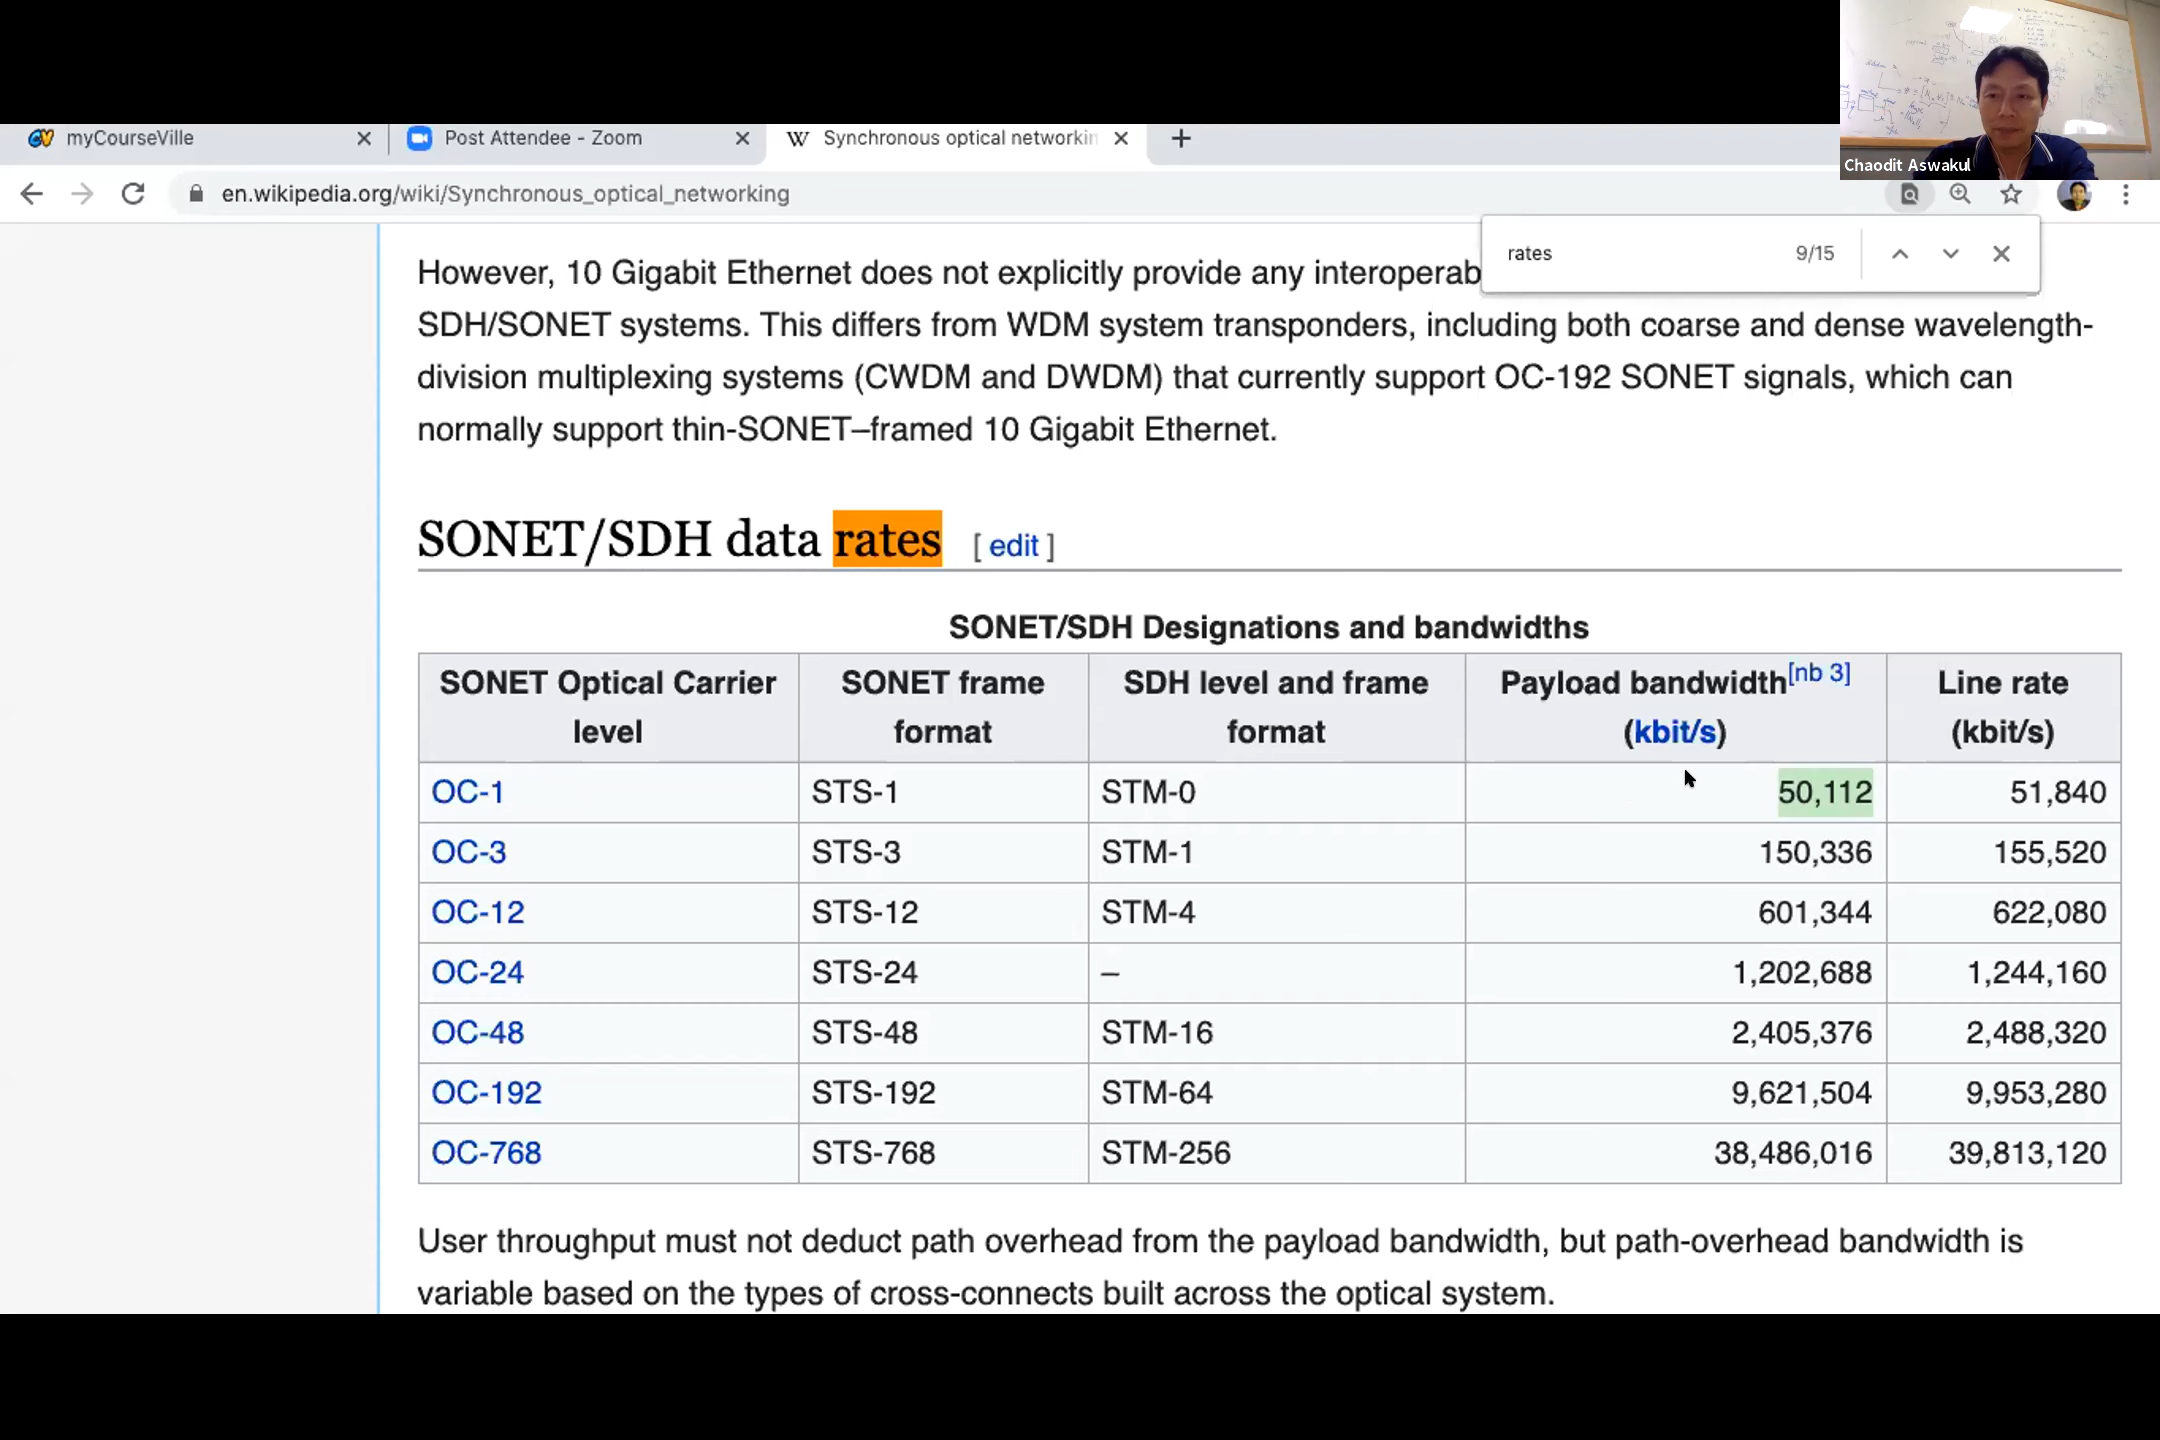 myCourseVille
Post Attendee - Zoom
Synchronous optical networkin
Chaodit Aswakul
en.wikipedia.org/wiki/Synchronous_optical_networking
rates 9/15
However, 10 Gigabit Ethernet does not explicitly provide any interoperab
SDH/SONET systems. This differs from WDM system transponders, including both coarse and dense wavelength-
division multiplexing systems (CWDM and DWDM) that currently support OC-192 SONET signals, which can
normally support thin-SONET–framed 10 Gigabit Ethernet.
SONET/SDH data rates [ edit ]
SONET/SDH Designations and bandwidths
SONET Optical Carrier level
SONET frame format
SDH level and frame format
Payload bandwidth[nb 3] (kbit/s)
Line rate (kbit/s)
OC-1 STS-1 STM-0 50,112 51,840
OC-3 STS-3 STM-1 150,336 155,520
OC-12 STS-12 STM-4 601,344 622,080
OC-24 STS-24 – 1,202,688 1,244,160
OC-48 STS-48 STM-16 2,405,376 2,488,320
OC-192 STS-192 STM-64 9,621,504 9,953,280
OC-768 STS-768 STM-256 38,486,016 39,813,120
User throughput must not deduct path overhead from the payload bandwidth, but path-overhead bandwidth is
variable based on the types of cross-connects built across the optical system.